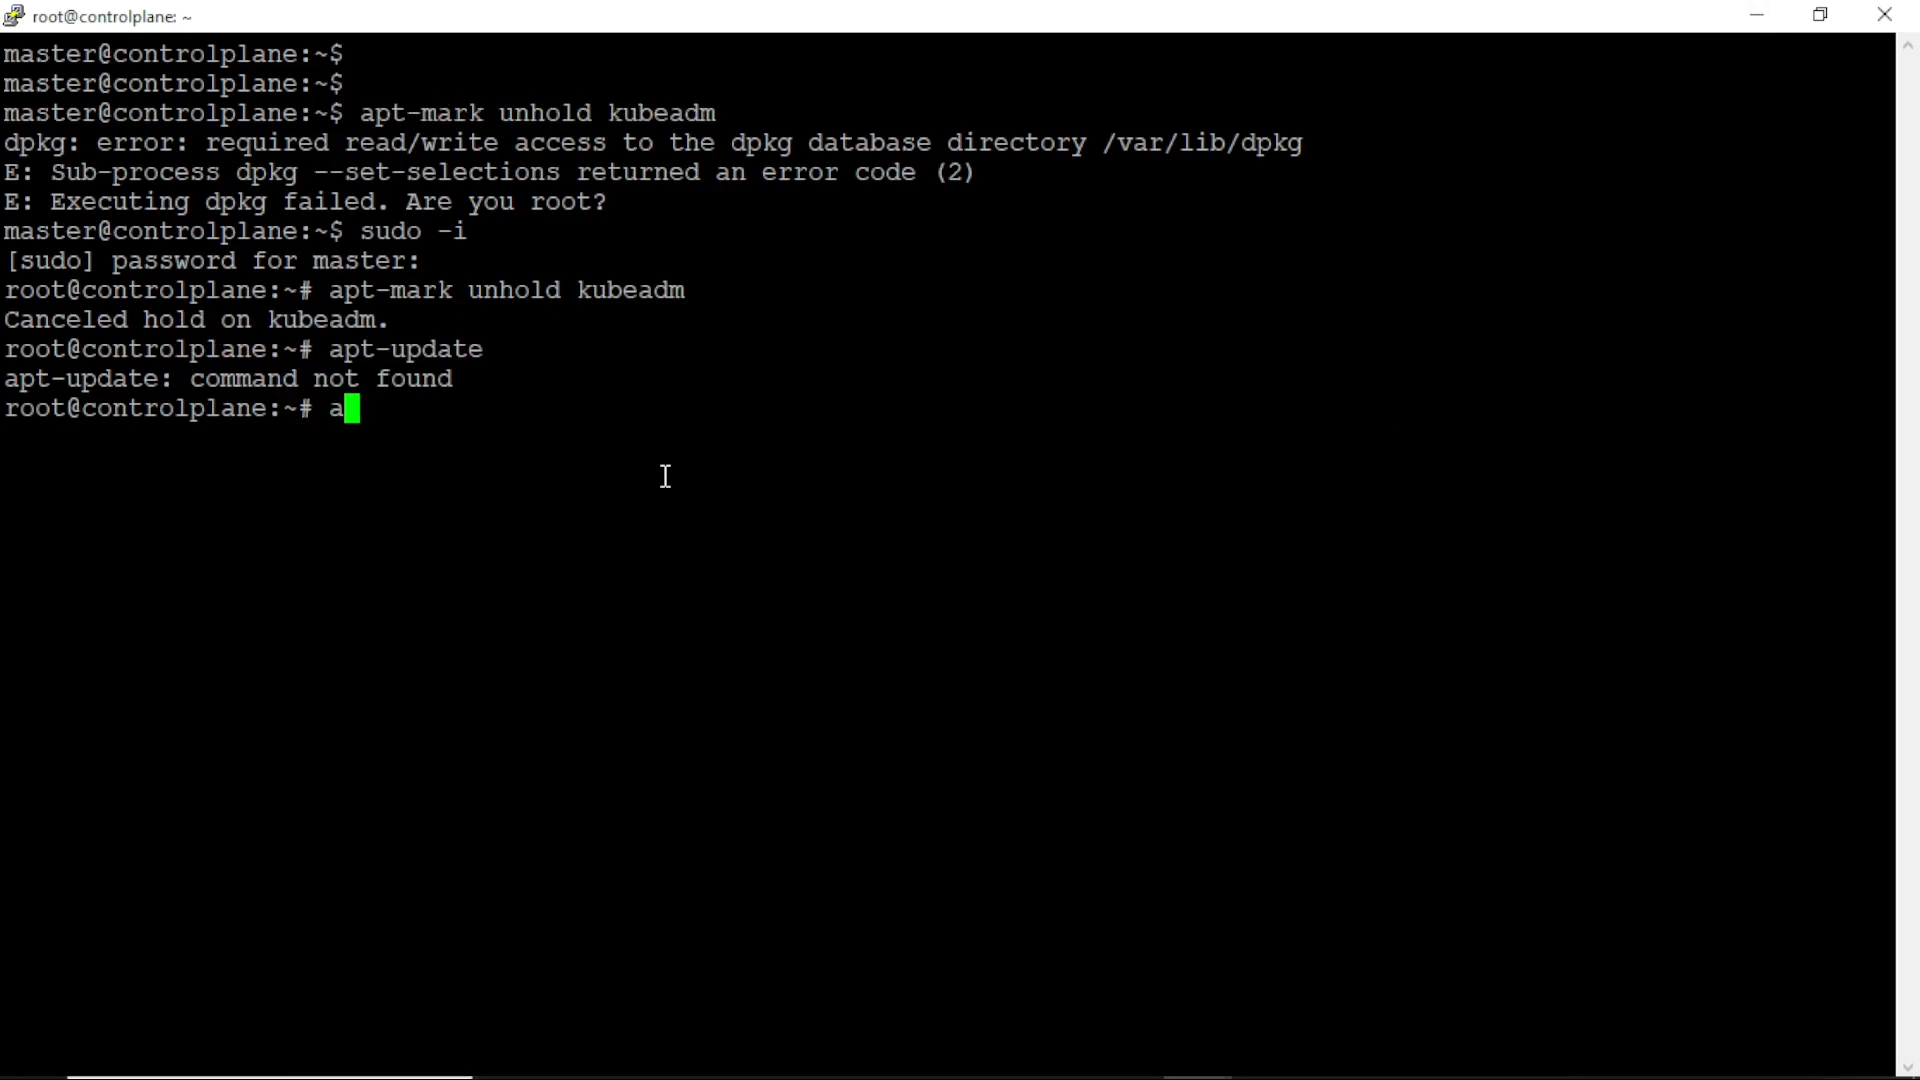 root@controlplane: ~
master@controlplane:~$
master@controlplane:~$
master@controlplane:~$ apt-mark unhold kubeadm
dpkg: error: required read/write access to the dpkg database directory /var/lib/dpkg
E: Sub-process dpkg --set-selections returned an error code (2)
E: Executing dpkg failed. Are you root?
master@controlplane:~$ sudo -i
[sudo] password for master:
root@controlplane:~# apt-mark unhold kubeadm
Canceled hold on kubeadm.
root@controlplane:~# apt-update
apt-update: command not found
root@controlplane:~# a